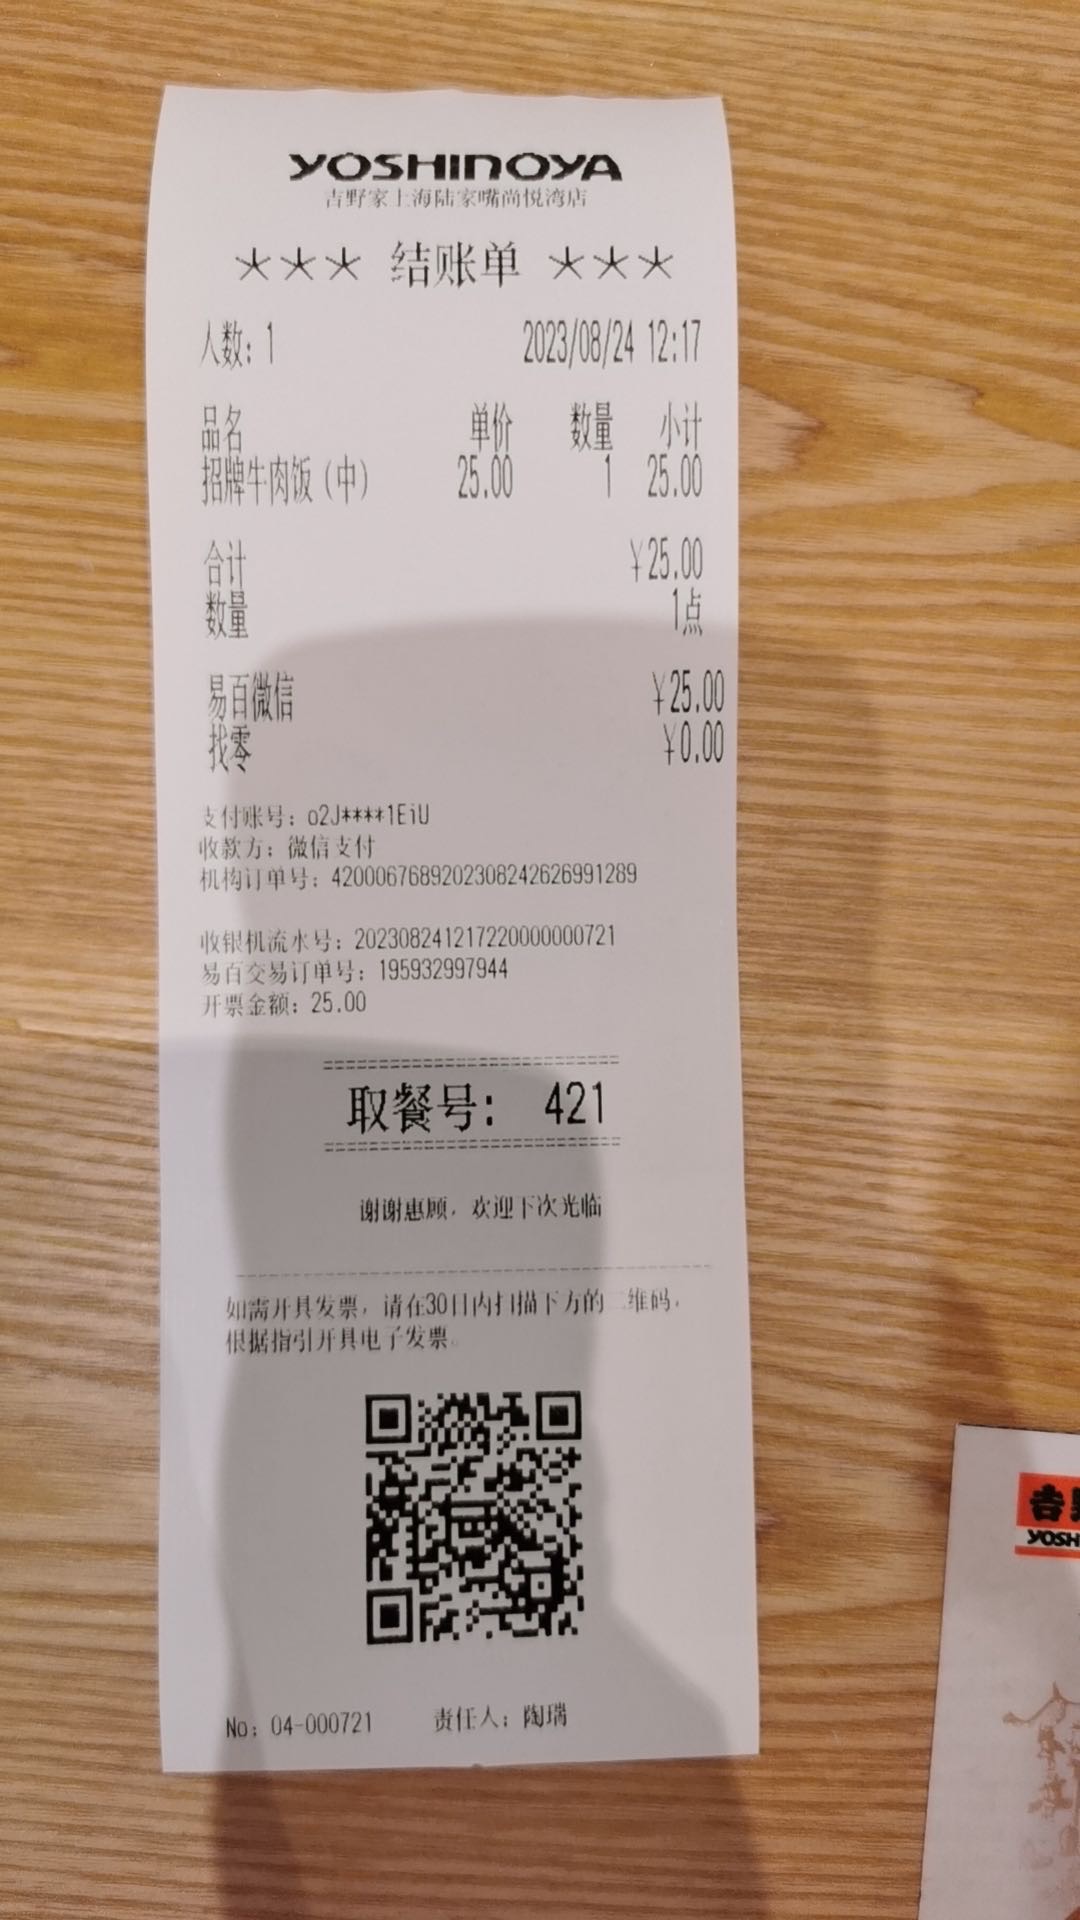 YOSHINOYA
吉野家上海陆家嘴尚悦湾店
*** 结账单 ***
人数: 1 2023/08/24 12:17
品名 单价 数量 小计
招牌牛肉饭(中) 25.00 1 25.00
合计 ¥25.00
数量 1点
易百微信 ¥25.00
找零 ¥0.00
支付账号: o2J****1EiU
收款方: 微信支付
机构订单号: 4200067689202308242626991289
收银机流水号: 202308241217220000000721
易百交易订单号: 195932997944
开票金额: 25.00
取餐号: 421
谢谢惠顾，欢迎下次光临
如需开具发票，请在30日内扫描下方的二维码，
根据指引开具电子发票。
No: 04-000721 责任人: 陶瑞
吉野
YOSH